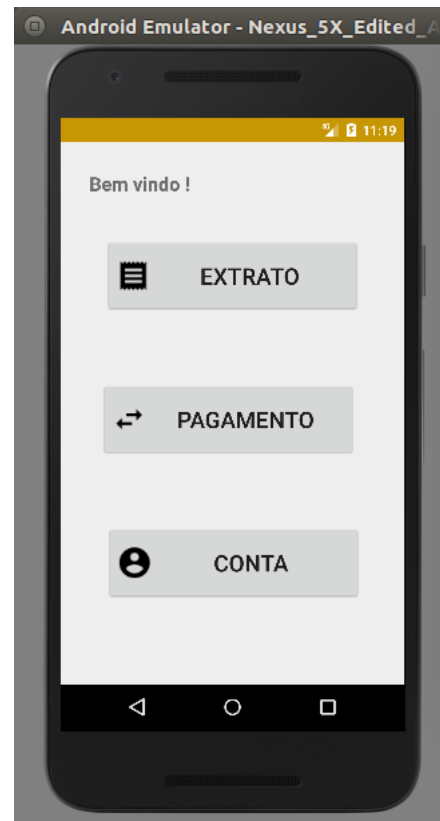 Android Emulator - Nexus_5X_Edited_A
11:19
Bem vindo !
EXTRATO
PAGAMENTO
CONTA